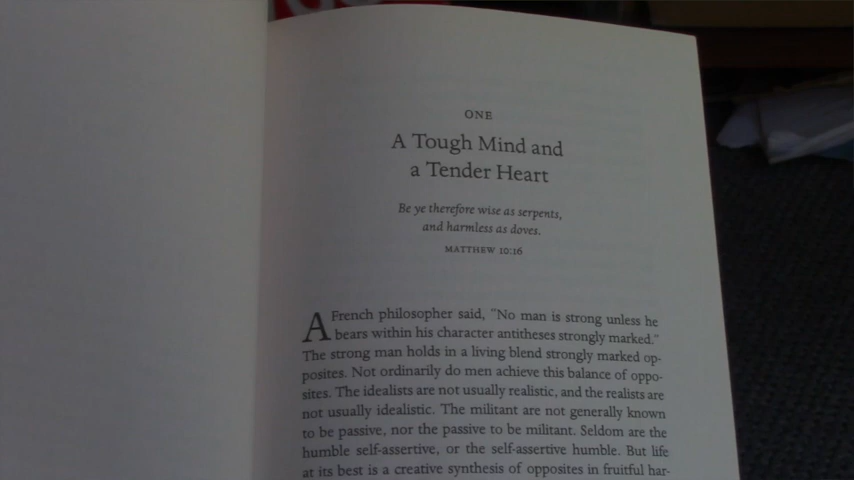 ONE
A Tough Mind and
a Tender Heart
Be ye therefore wise as serpents,
and harmless as doves.
MATTHEW 10:16
A French philosopher said, "No man is strong unless he
bears within his character antitheses strongly marked."
The strong man holds in a living blend strongly marked op-
posites. Not ordinarily do men achieve this balance of oppo-
sites. The idealists are not usually realistic, and the realists are
not usually idealistic. The militant are not generally known
to be passive, nor the passive to be militant. Seldom are the
humble self-assertive, or the self-assertive humble. But life
at its best is a creative synthesis of opposites in fruitful har-